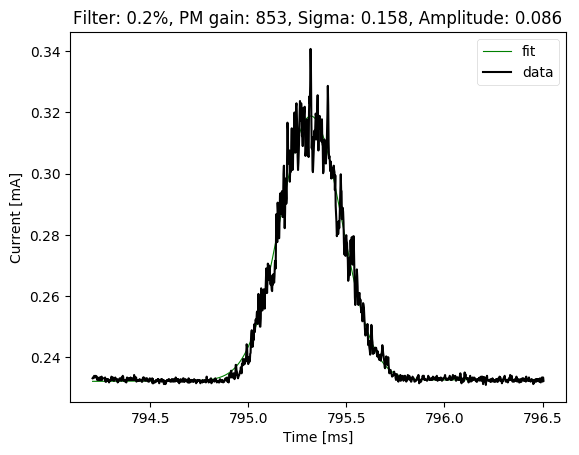 Filter: 0.2%, PM gain: 853, Sigma: 0.158, Amplitude: 0.086
fit
data
Current [mA]
0.34
0.32
0.30
0.28
0.26
0.24
794.5
795.0
795.5
796.0
796.5
Time [ms]